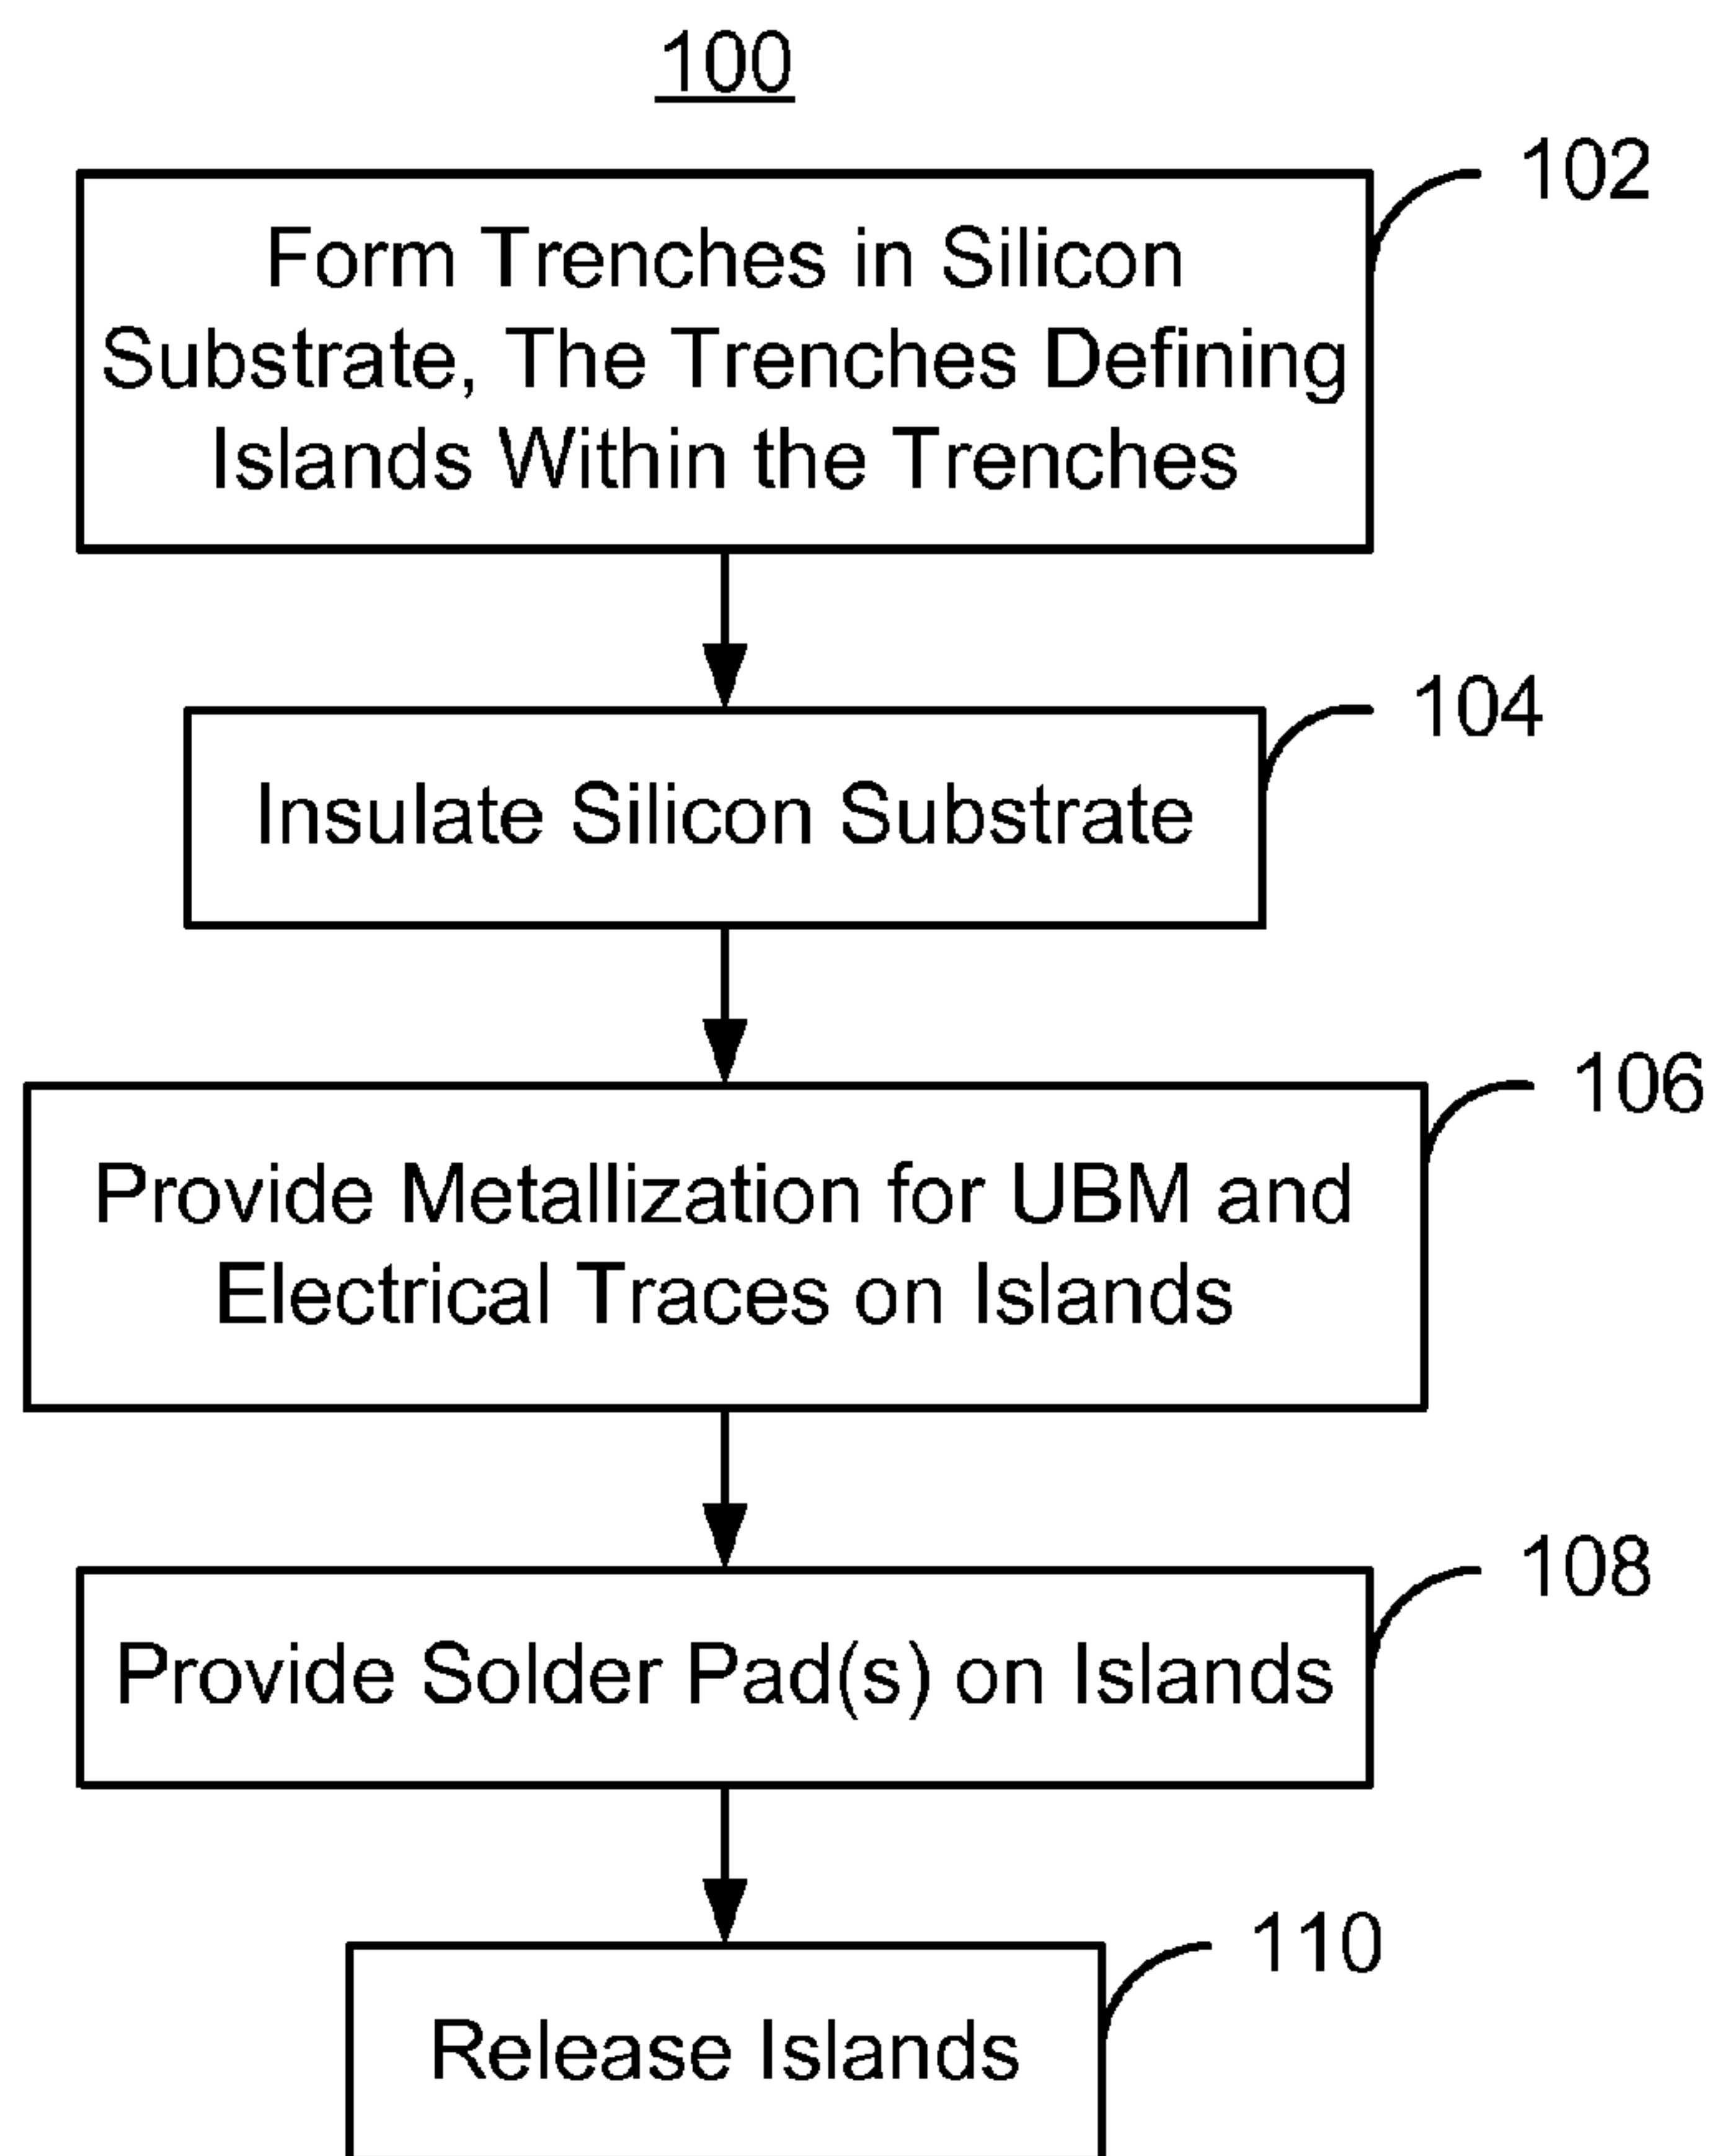 100
102
Form Trenches in Silicon
Substrate, The Trenches Defining
Islands Within the Trenches
104
Insulate Silicon Substrate
106
Provide Metallization for UBM and
Electrical Traces on Islands
108
Provide Solder Pad(s) on Islands
110
Release Islands